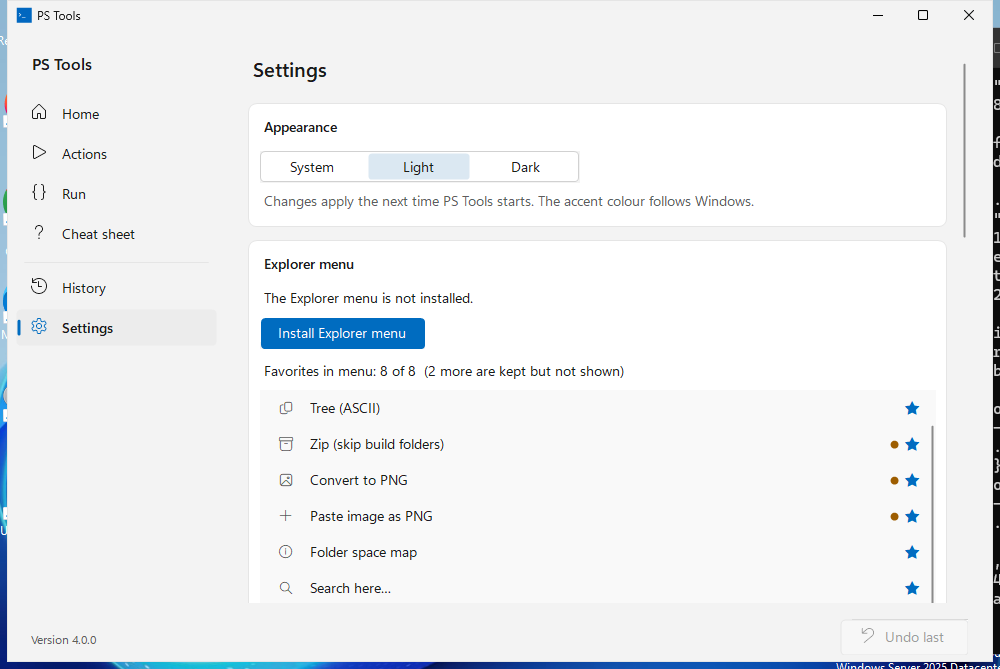 PS Tools
PS Tools
Home
Actions
Run
Cheat sheet
History
Settings
Version 4.0.0
Settings
Appearance
System Light Dark
Changes apply the next time PS Tools starts. The accent colour follows Windows.
Explorer menu
The Explorer menu is not installed.
Install Explorer menu
Favorites in menu: 8 of 8 (2 more are kept but not shown)
Tree (ASCII)
Zip (skip build folders)
Convert to PNG
Paste image as PNG
Folder space map
Search here...
Undo last
Windows Server 2025